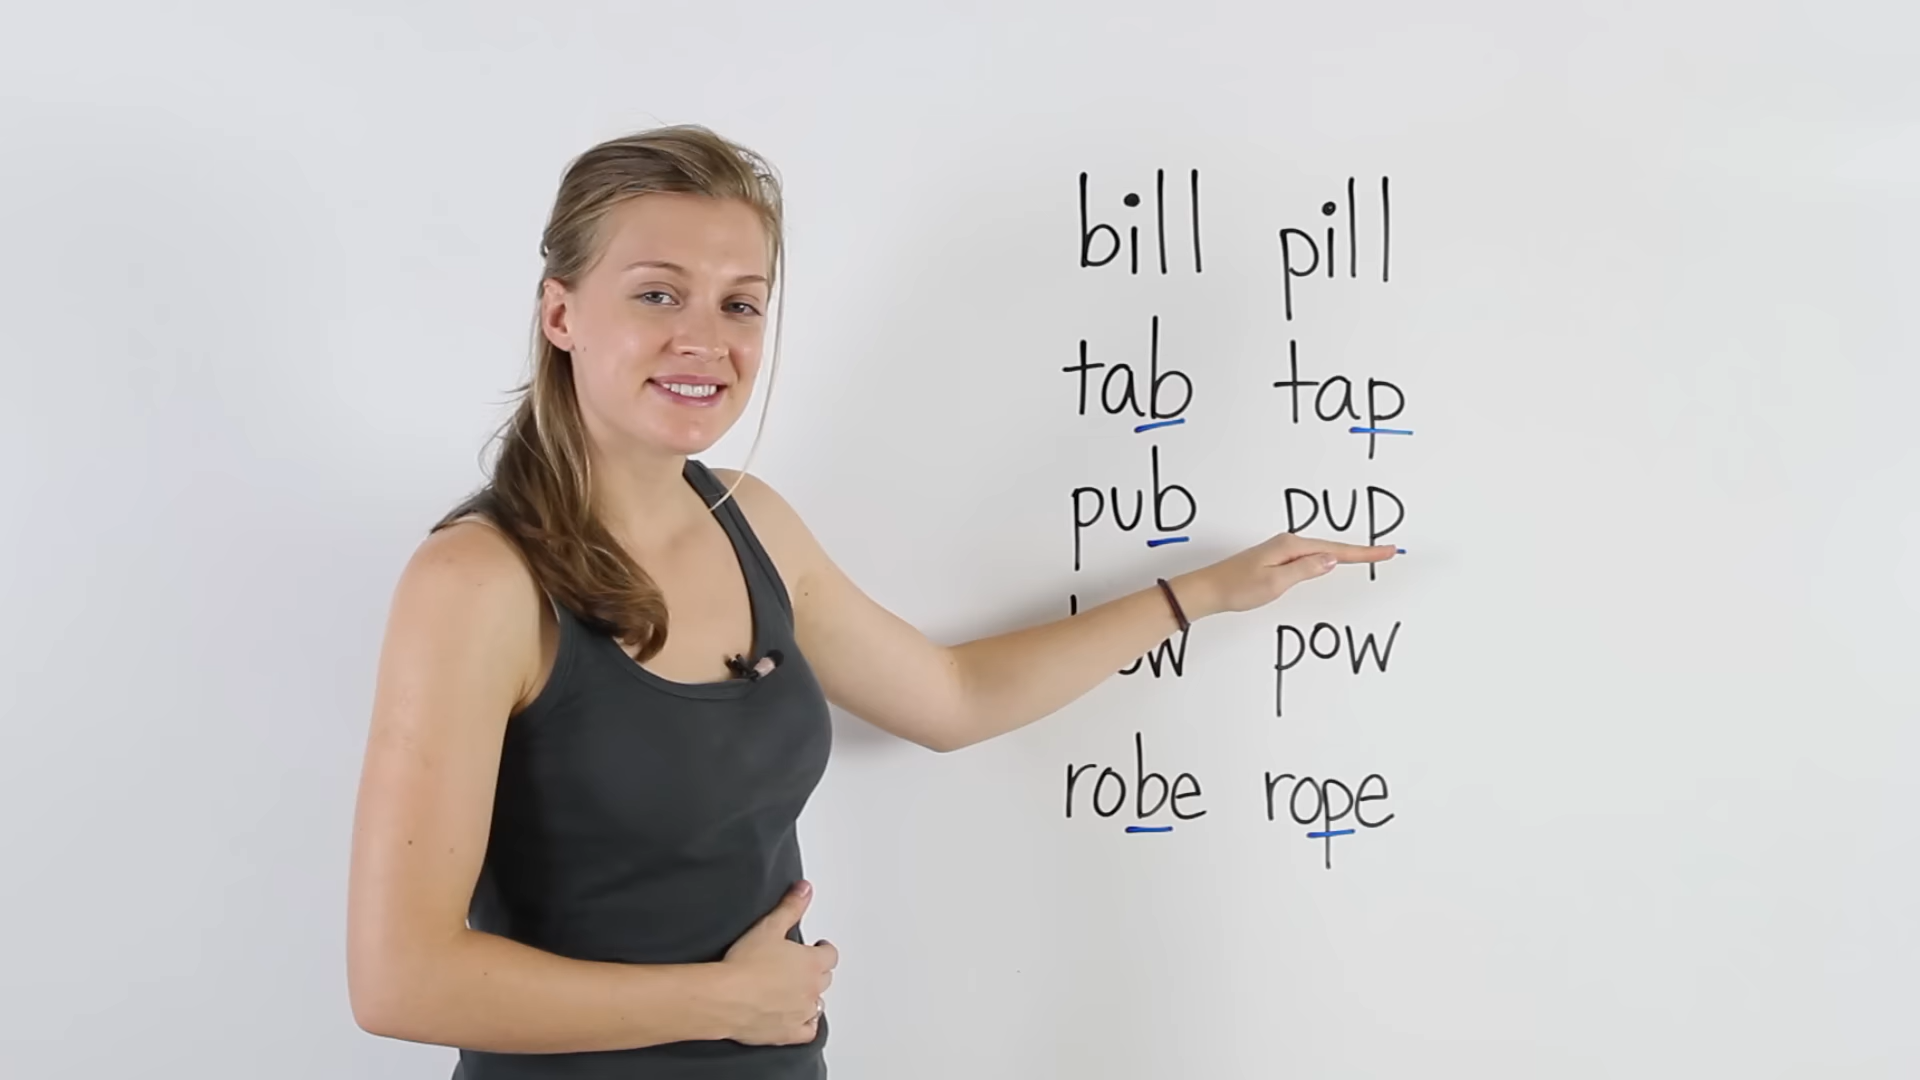 bill pill
tab tap
pub pup
pow
robe rope